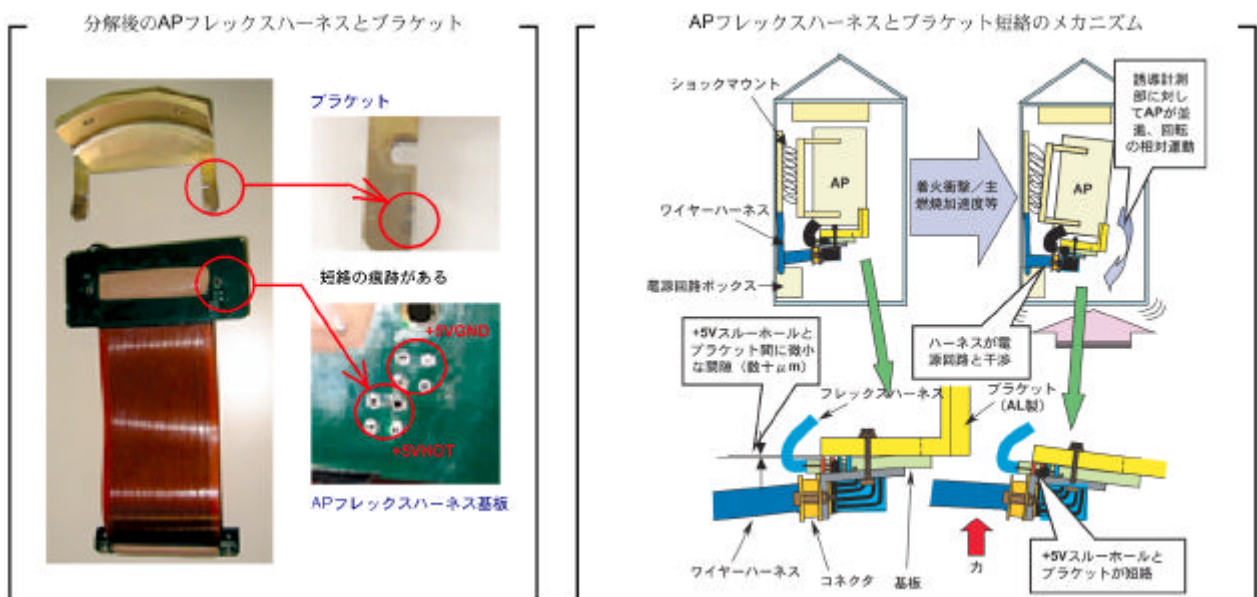 分解後のAPフレックスハーネスとブラケット
ブラケット
短絡の痕跡がある
+5VGND
+5VHOT
APフレックスハーネス基板
APフレックスハーネスとブラケット短絡のメカニズム
ショックマウント
AP
ワイヤーハーネス
電源回路ボックス
着火衝撃／主
燃焼加速度等
AP
誘導計測
部に対し
てAPが並
進、回転
の相対運動
ハーネスが電
源回路と干渉
+5Vスルーホールと
ブラケット間に微小
な間隙（数十μm）
フレックスハーネス
ブラケット
（AL製）
ワイヤーハーネス
コネクタ
基板
力
+5Vスルーホールと
ブラケットが短絡